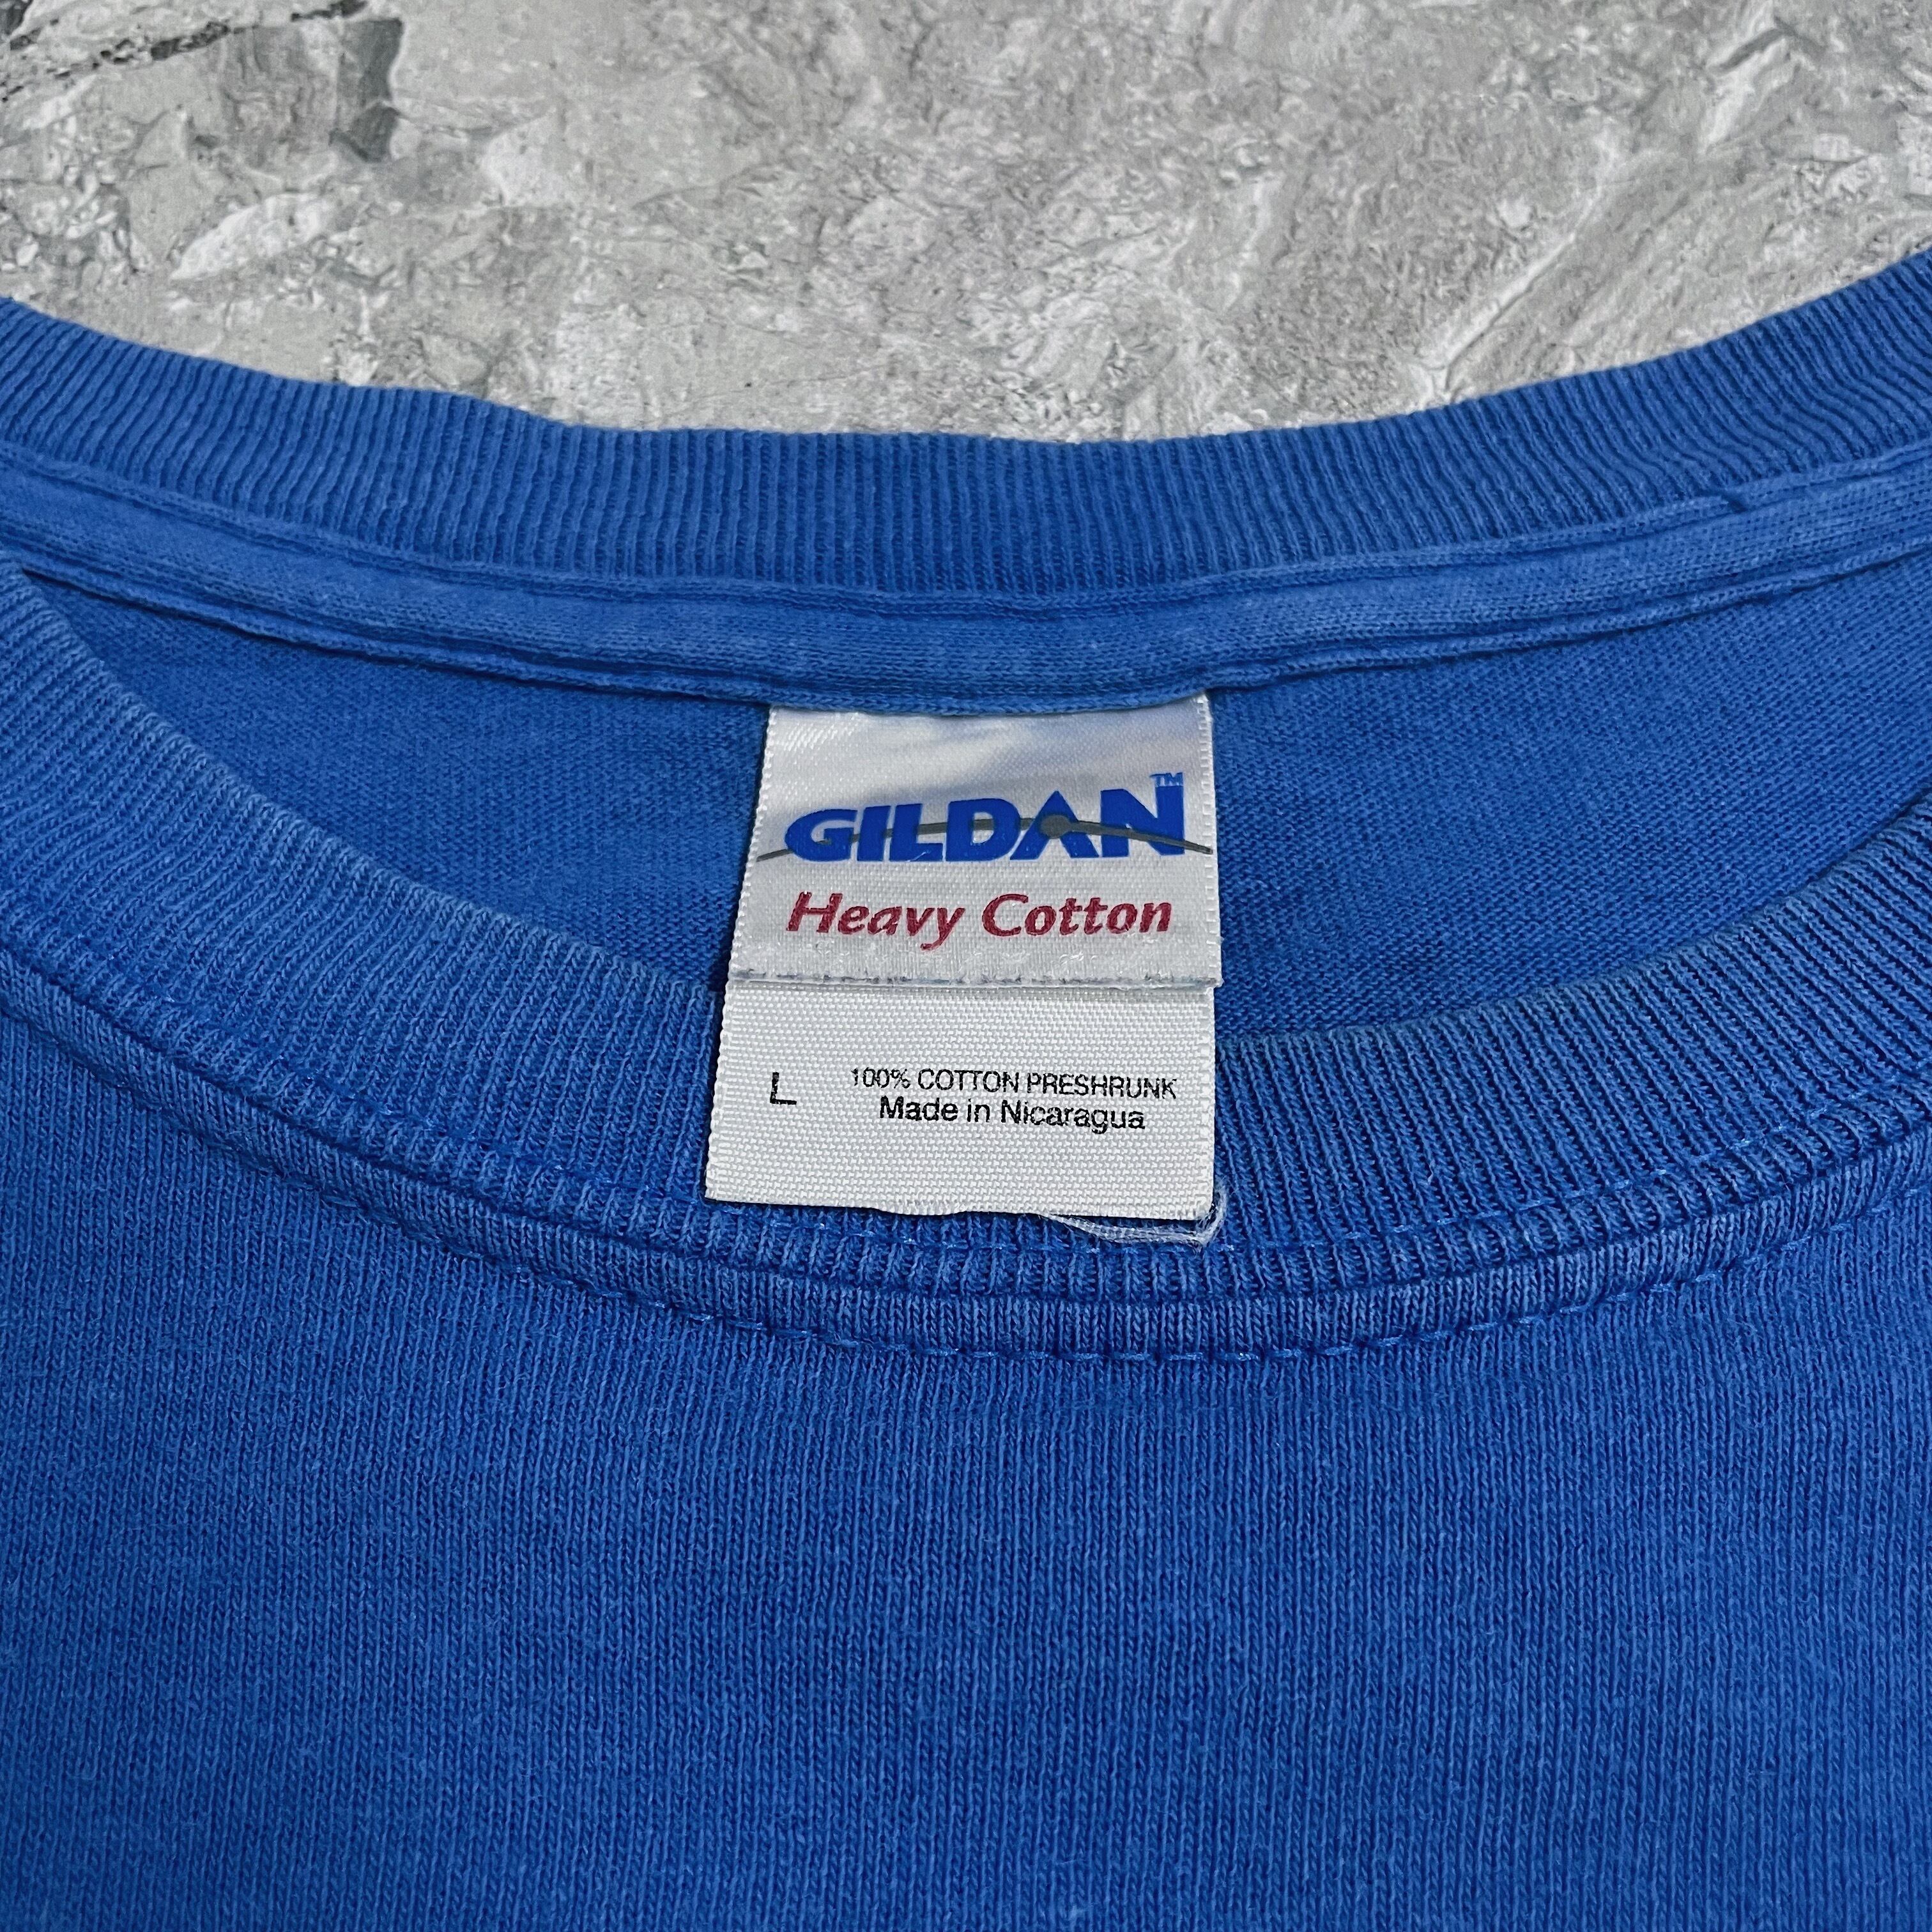 GILDAN™
Heavy Cotton
L 100% COTTON PRESHRUNK
Made in Nicaragua